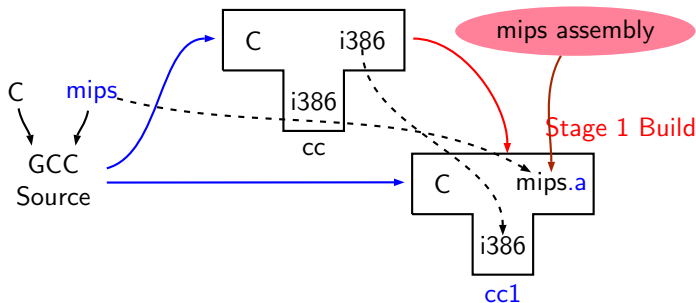 mips assembly
C
i386
i386
cc
C
mips
GCC
Source
Stage 1 Build
C
mips.a
i386
cc1